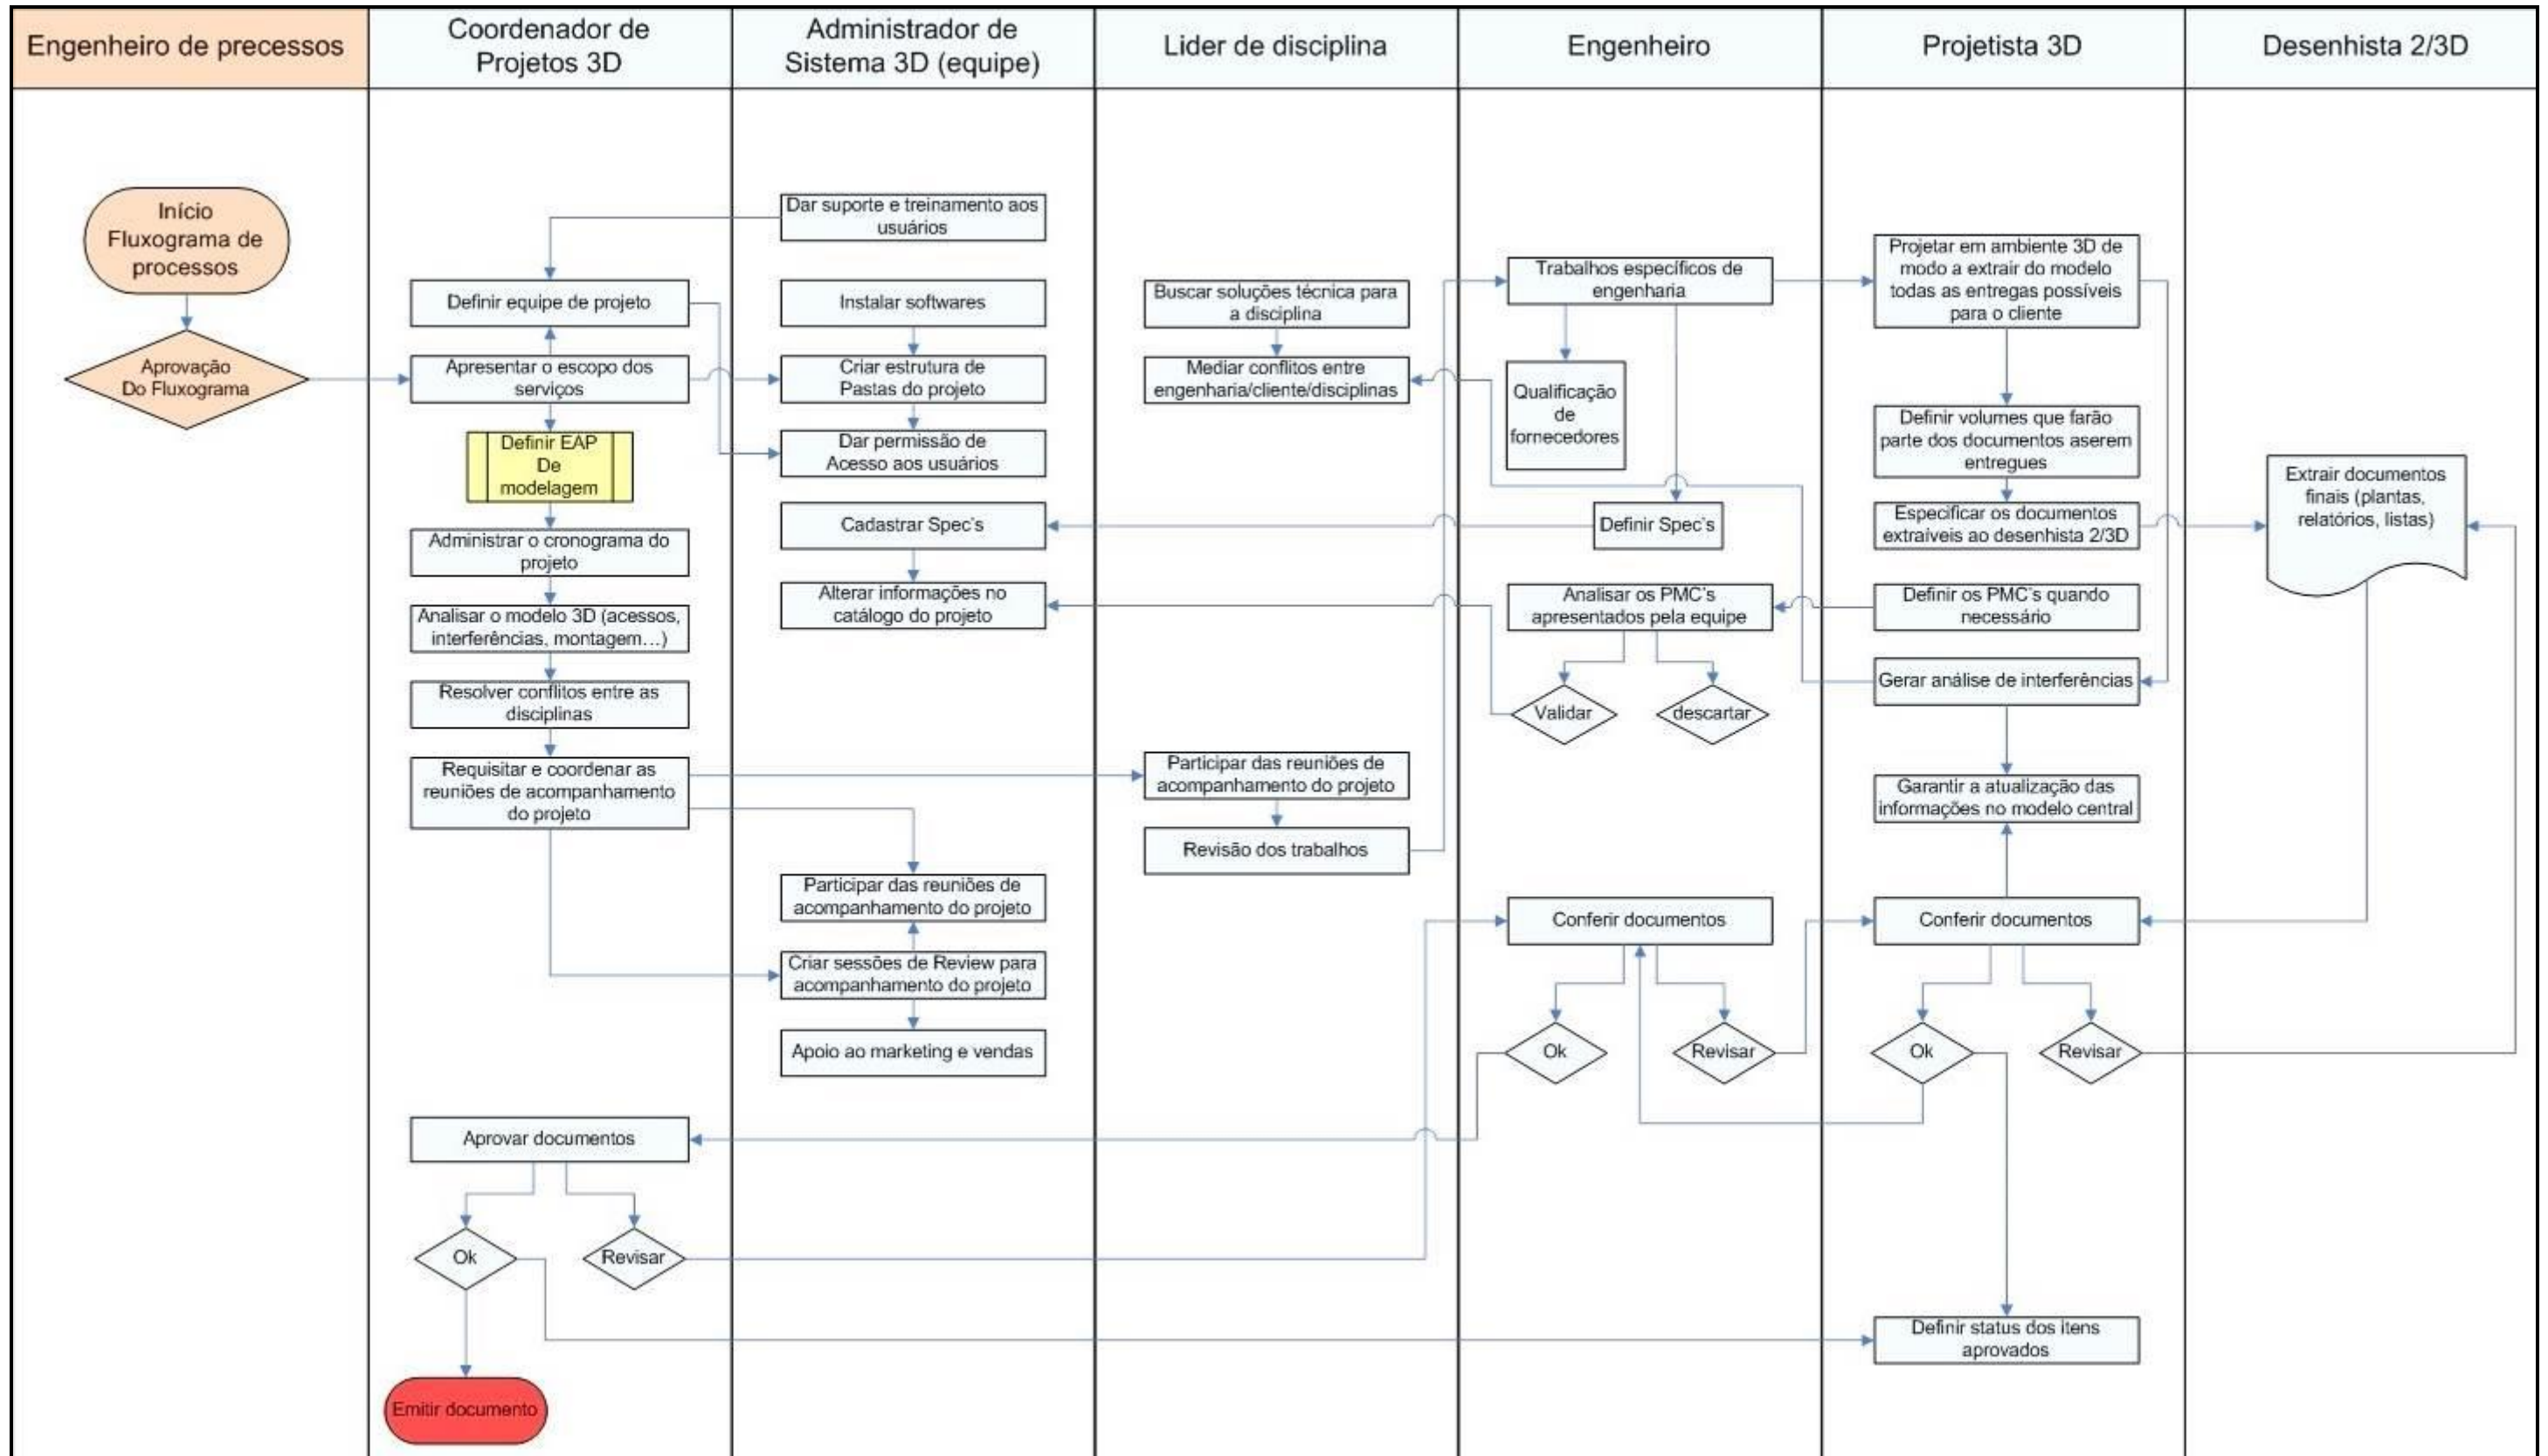 Engenheiro de precessos
Coordenador de
Projetos 3D
Administrador de
Sistema 3D (equipe)
Lider de disciplina
Engenheiro
Projetista 3D
Desenhista 2/3D
Início
Fluxograma de
processos
Aprovação
Do Fluxograma
Definir equipe de projeto
Apresentar o escopo dos
serviços
Definir EAP
De
modelagem
Administrar o cronograma do
projeto
Analisar o modelo 3D (acessos,
interferências, montagem...)
Resolver conflitos entre as
disciplinas
Requisitar e coordenar as
reuniões de acompanhamento
do projeto
Aprovar documentos
Ok
Revisar
Emitir documento
Dar suporte e treinamento aos
usuários
Instalar softwares
Criar estrutura de
Pastas do projeto
Dar permissão de
Acesso aos usuários
Cadastrar Spec's
Alterar informações no
catálogo do projeto
Participar das reuniões de
acompanhamento do projeto
Criar sessões de Review para
acompanhamento do projeto
Apoio ao marketing e vendas
Buscar soluções técnica para
a disciplina
Mediar conflitos entre
engenharia/cliente/disciplinas
Participar das reuniões de
acompanhamento do projeto
Revisão dos trabalhos
Trabalhos específicos de
engenharia
Qualificação
de
fornecedores
Definir Spec's
Analisar os PMC's
apresentados pela equipe
Validar
descartar
Conferir documentos
Ok
Revisar
Projetar em ambiente 3D de
modo a extrair do modelo
todas as entregas possíveis
para o cliente
Definir volumes que farão
parte dos documentos aserem
entregues
Especificar os documentos
extraíveis ao desenhista 2/3D
Definir os PMC's quando
necessário
Gerar análise de interferências
Garantir a atualização das
informações no modelo central
Conferir documentos
Ok
Revisar
Definir status dos itens
aprovados
Extrair documentos
finais (plantas,
relatórios, listas)